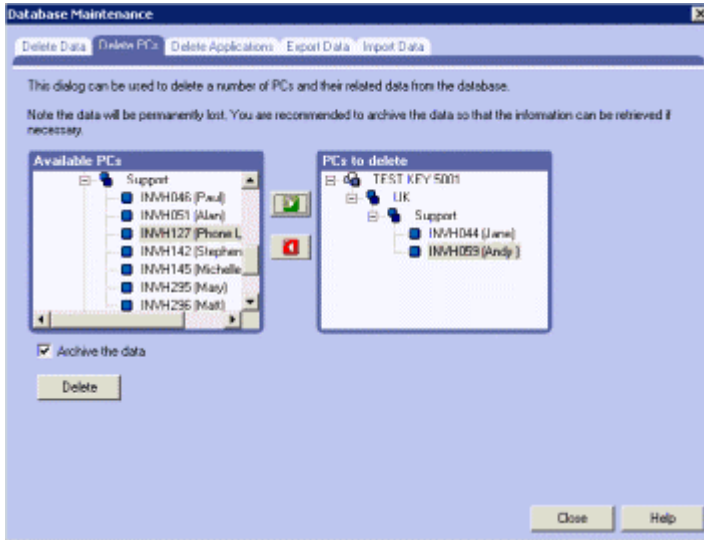 Database Maintenance
Delete Data Delete PCs Delete Applications Export Data Import Data
This dialog can be used to delete a number of PCs and their related data from the database.
Note the data will be permanently lost. You are recommended to archive the data so that the information can be retrieved if
necessary.
Available PCs
Support
INVH046 (Paul)
INVH051 (Alan)
INVH127 (Phone L
INVH142 (Stephen
INVH145 (Michelle
INVH295 (Mary)
INVH296 (Matt)
PCs to delete
TEST KEY 5001
UK
Support
INVH044 (Jane)
INVH059 (Andy )
Archive the data
Delete
Close Help